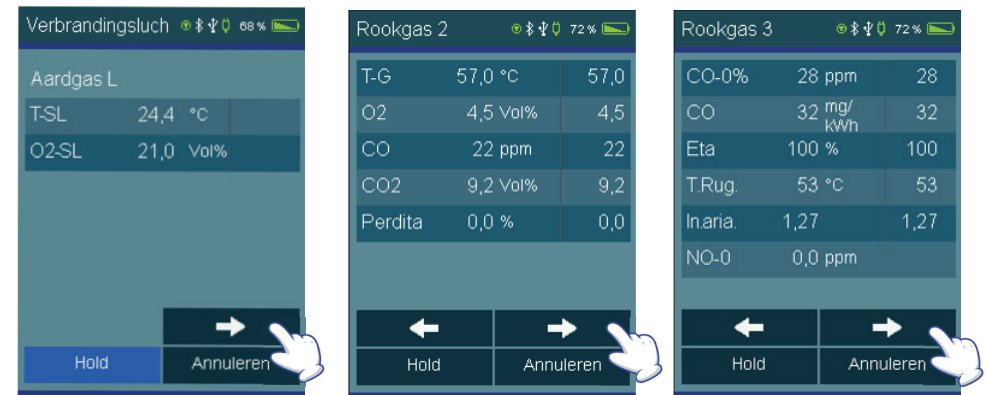 Verbrandingsluch 68 %
Aardgas L
T-SL 24,4 °C
O2-SL 21,0 Vol%
Hold Annuleren
Rookgas 2 72 %
T-G 57,0 °C 57,0
O2 4,5 Vol% 4,5
CO 22 ppm 22
CO2 9,2 Vol% 9,2
Perdita 0,0 % 0,0
Hold Annuleren
Rookgas 3 72 %
CO-0% 28 ppm 28
CO 32 mg/kWh 32
Eta 100 % 100
T.Rug. 53 °C 53
In.aria. 1,27 1,27
NO-0 0,0 ppm
Hold Annuleren